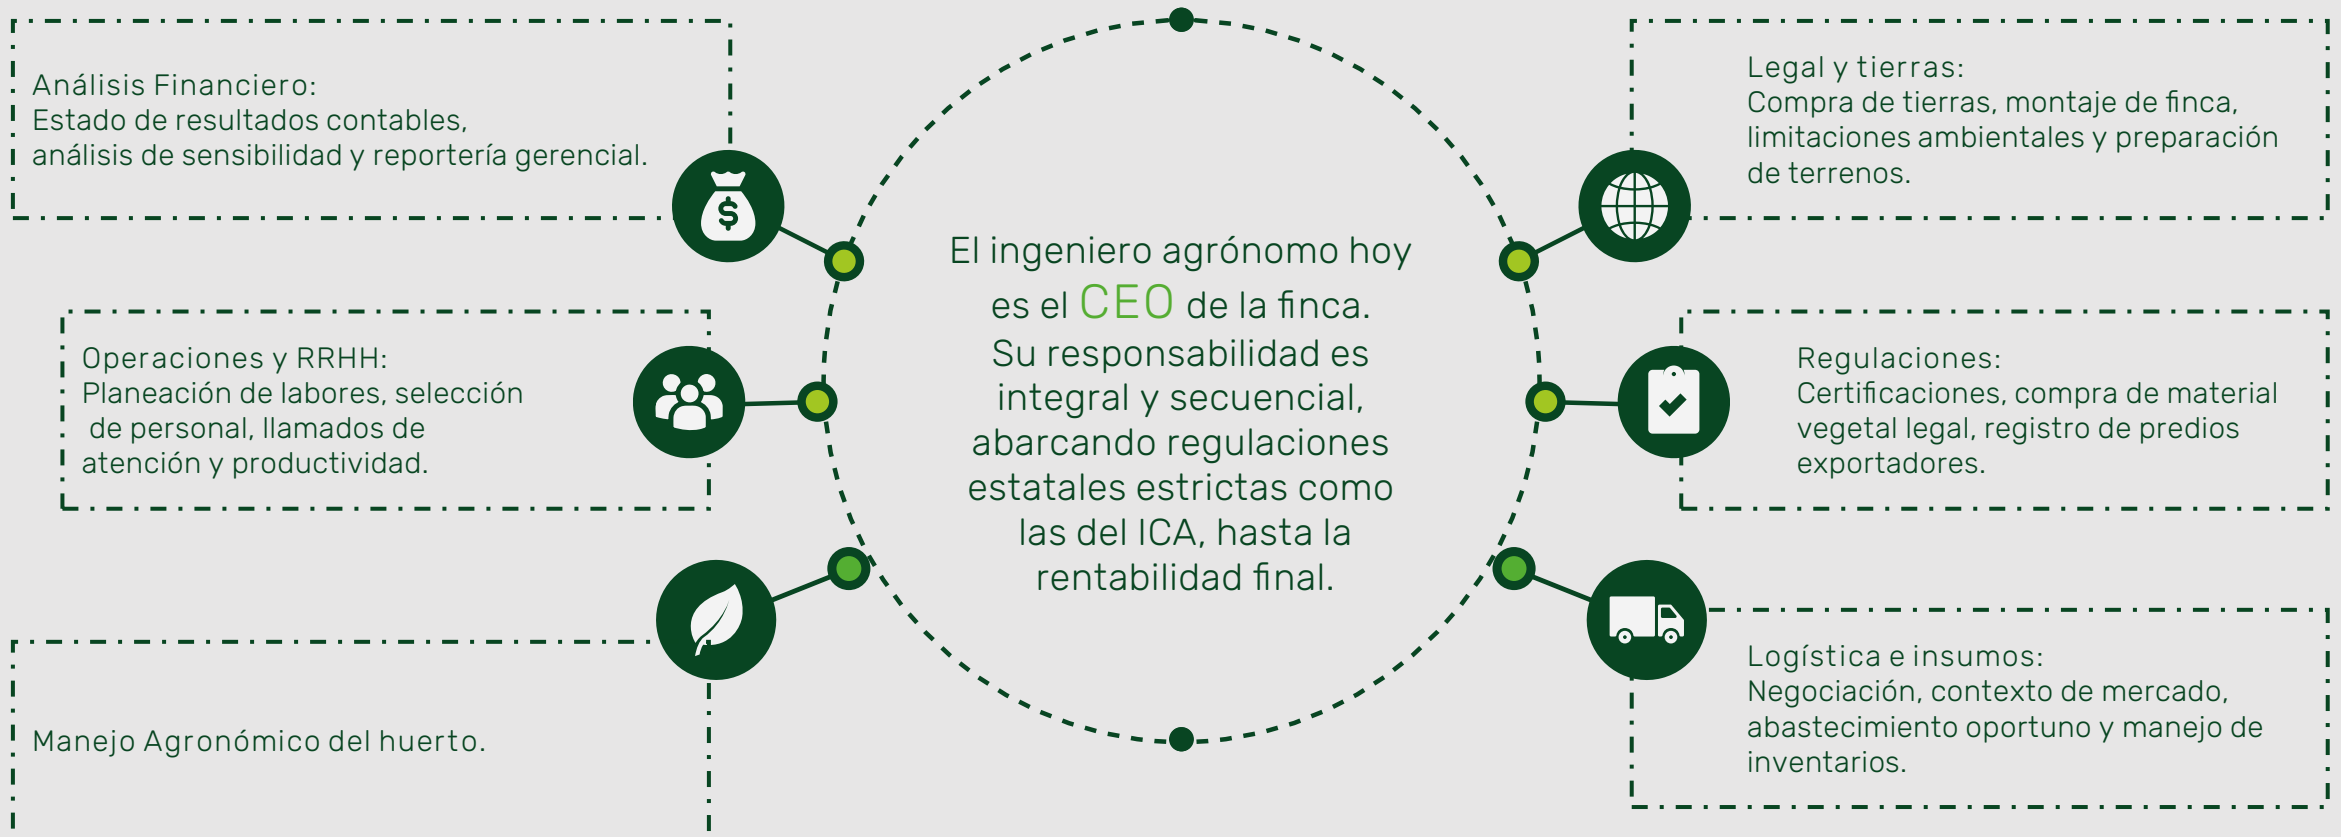 Análisis Financiero:
Estado de resultados contables,
análisis de sensibilidad y reportería gerencial.
Operaciones y RRHH:
Planeación de labores, selección
de personal, llamados de
atención y productividad.
Manejo Agronómico del huerto.
El ingeniero agrónomo hoy
es el CEO de la finca.
Su responsabilidad es
integral y secuencial,
abarcando regulaciones
estatales estrictas como
las del ICA, hasta la
rentabilidad final.
Legal y tierras:
Compra de tierras, montaje de finca,
limitaciones ambientales y preparación
de terrenos.
Regulaciones:
Certificaciones, compra de material
vegetal legal, registro de predios
exportadores.
Logística e insumos:
Negociación, contexto de mercado,
abastecimiento oportuno y manejo de
inventarios.